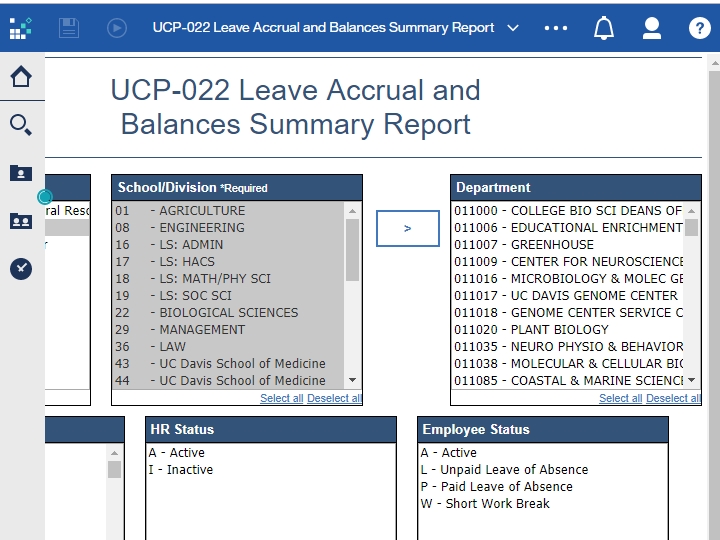 UCP-022 Leave Accrual and Balances Summary Report
?
UCP-022 Leave Accrual and
Balances Summary Report
School/Division *Required
01 - AGRICULTURE
08 - ENGINEERING
16 - LS: ADMIN
17 - LS: HACS
18 - LS: MATH/PHY SCI
19 - LS: SOC SCI
22 - BIOLOGICAL SCIENCES
29 - MANAGEMENT
36 - LAW
43 - UC Davis School of Medicine
44 - UC Davis School of Medicine
Select all Deselect all
ral Resc
>
Department
011000 - COLLEGE BIO SCI DEANS OF
011006 - EDUCATIONAL ENRICHMENT
011007 - GREENHOUSE
011009 - CENTER FOR NEUROSCIENCE
011016 - MICROBIOLOGY & MOLEC GE
011017 - UC DAVIS GENOME CENTER
011018 - GENOME CENTER SERVICE C
011020 - PLANT BIOLOGY
011035 - NEURO PHYSIO & BEHAVIOR
011038 - MOLECULAR & CELLULAR BIO
011085 - COASTAL & MARINE SCIENCE
Select all Deselect all
HR Status
A - Active
I - Inactive
Employee Status
A - Active
L - Unpaid Leave of Absence
P - Paid Leave of Absence
W - Short Work Break